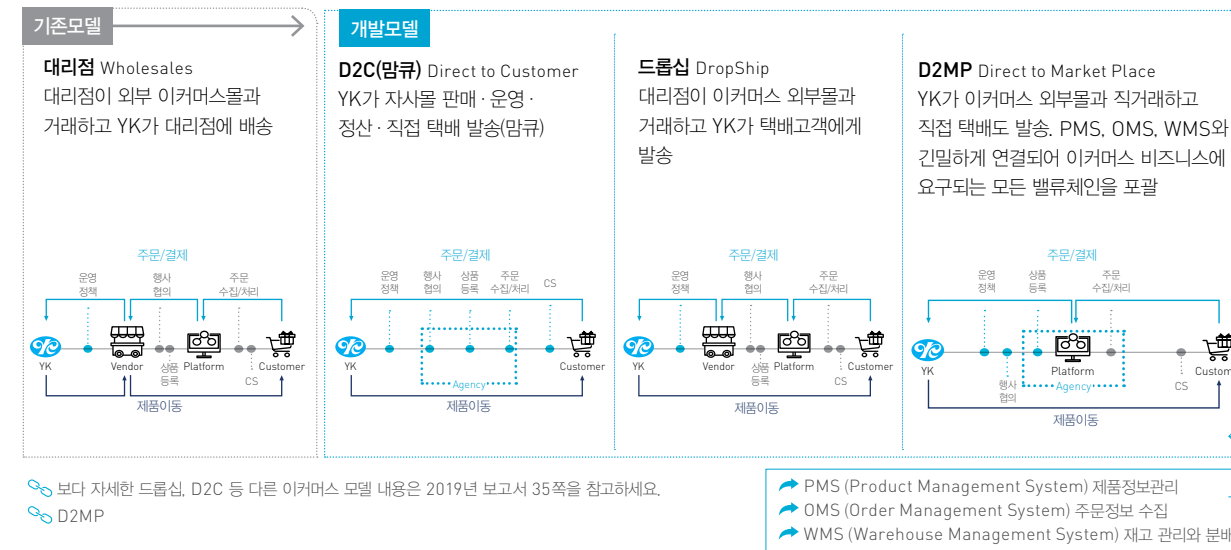 기존모델
개발모델
대리점 Wholesales
대리점이 외부 이커머스몰과
거래하고 YK가 대리점에 배송
D2C(맘큐) Direct to Customer
YK가 자사몰 판매 · 운영 ·
정산 · 직접 택배 발송(맘큐)
드롭십 DropShip
대리점이 이커머스 외부몰과
거래하고 YK가 택배고객에게
발송
D2MP Direct to Market Place
YK가 이커머스 외부몰과 직거래하고
직접 택배도 발송. PMS, OMS, WMS와
긴밀하게 연결되어 이커머스 비즈니스에
요구되는 모든 밸류체인을 포괄
주문/결제
운영
정책
행사
협의
주문
수집/처리
YK
Vendor
상품
등록
Platform
CS
Customer
제품이동
주문/결제
운영
정책
행사
협의
상품
등록
주문
수집/처리
CS
YK
Agency
Customer
제품이동
주문/결제
운영
정책
행사
협의
주문
수집/처리
YK
Vendor
상품
등록
Platform
CS
Customer
제품이동
주문/결제
운영
정책
상품
등록
주문
수집/처리
YK
행사
협의
Platform
Agency
CS
Custom
제품이동
보다 자세한 드롭십, D2C 등 다른 이커머스 모델 내용은 2019년 보고서 35쪽을 참고하세요.
D2MP
PMS (Product Management System) 제품정보관리
OMS (Order Management System) 주문정보 수집
WMS (Warehouse Management System) 재고 관리와 분배